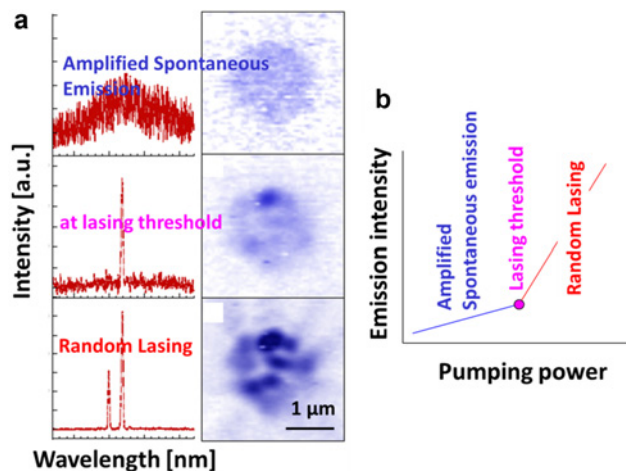 a
Amplified Spontaneous
Emission
at lasing threshold
Random Lasing
Intensity [a.u.]
Wavelength [nm]
1 µm
b
Emission intensity
Amplified
Spontaneous emission
Lasing threshold
Random Lasing
Pumping power